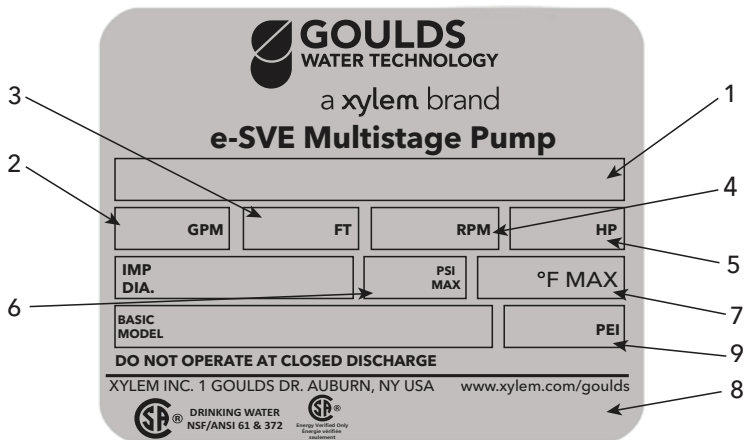 GOULDS
WATER TECHNOLOGY
a xylem brand
e-SVE Multistage Pump
3
1
2
GPM
FT
RPM
HP
4
5
IMP
DIA.
PSI
MAX
°F MAX
6
7
BASIC
MODEL
PEI
9
DO NOT OPERATE AT CLOSED DISCHARGE
XYLEM INC. 1 GOULDS DR. AUBURN, NY USA www.xylem.com/goulds
8
SA ® DRINKING WATER
NSF/ANSI 61 & 372
SA ®
Energy Verified Only
Énergie vérifiée
seulement